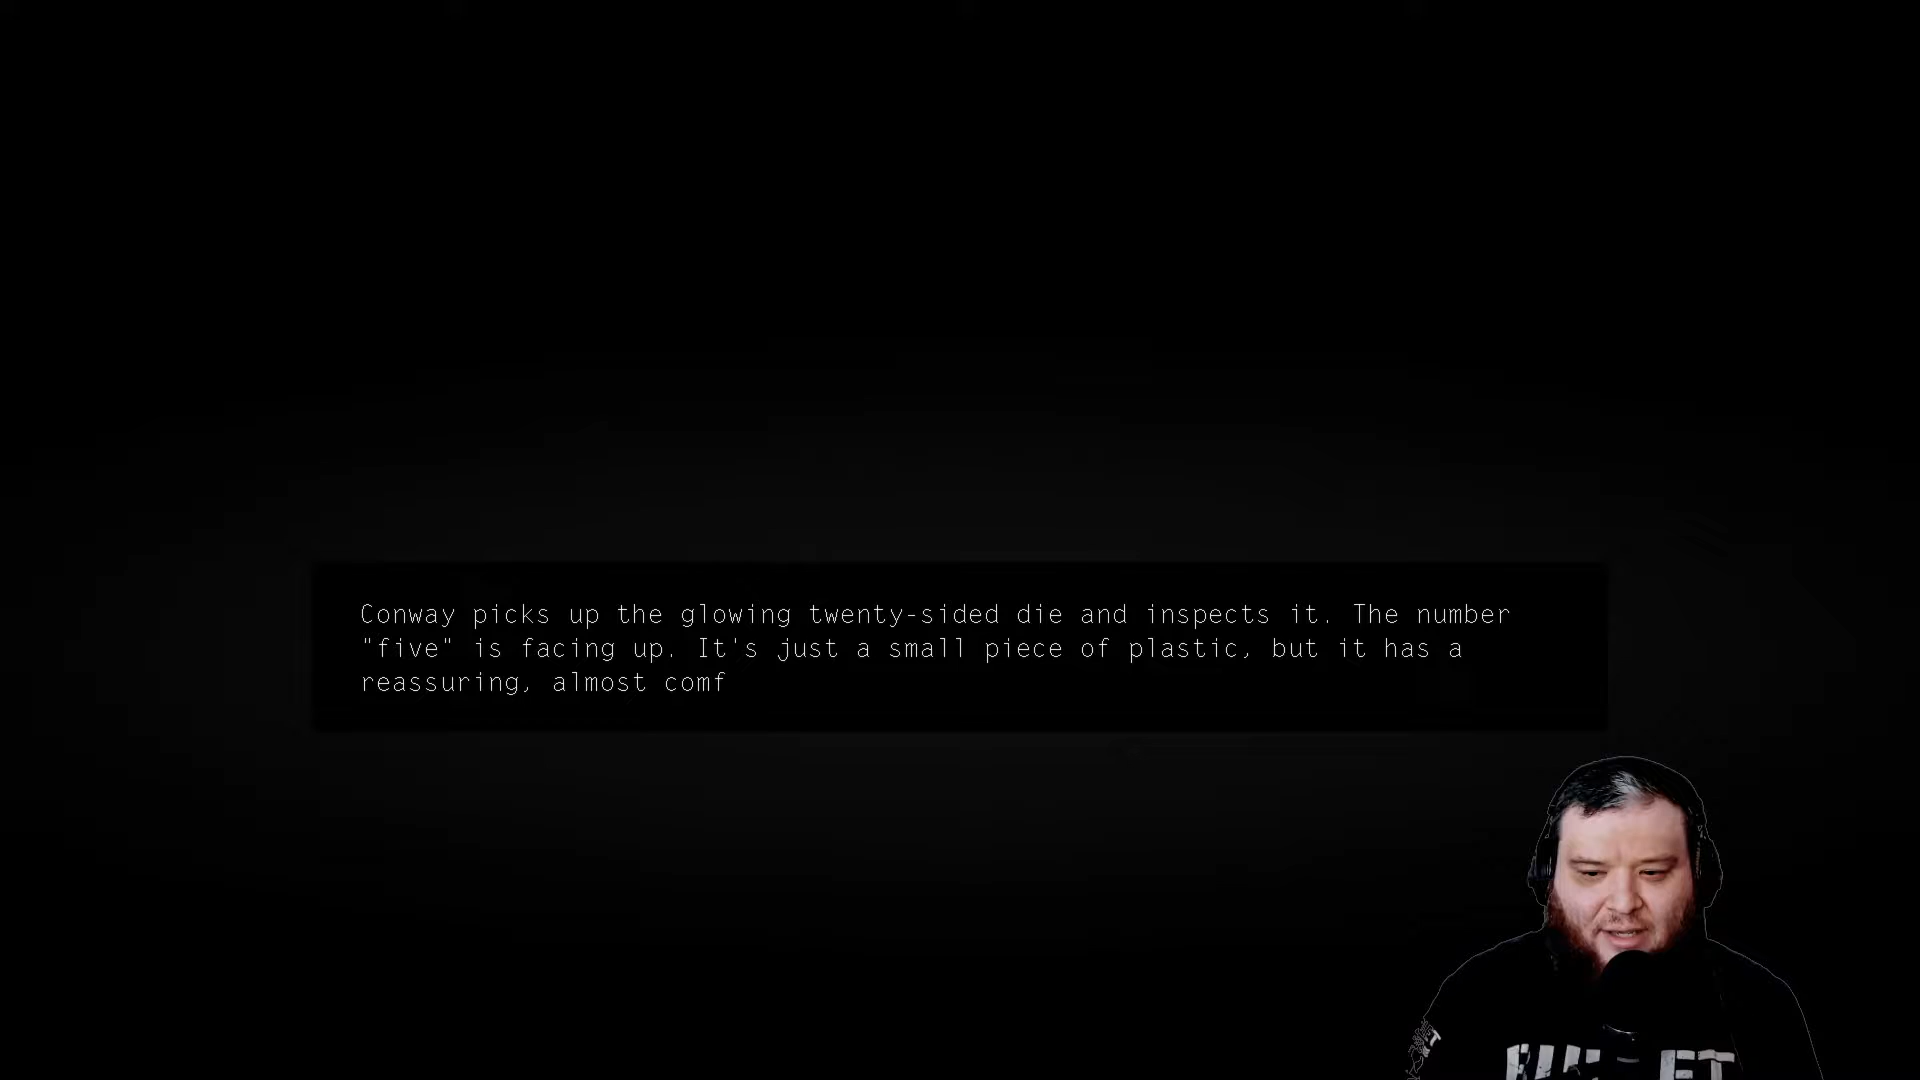 Conway picks up the glowing twenty-sided die and inspects it. The number
"five" is facing up. It's just a small piece of plastic, but it has a
reassuring, almost comf